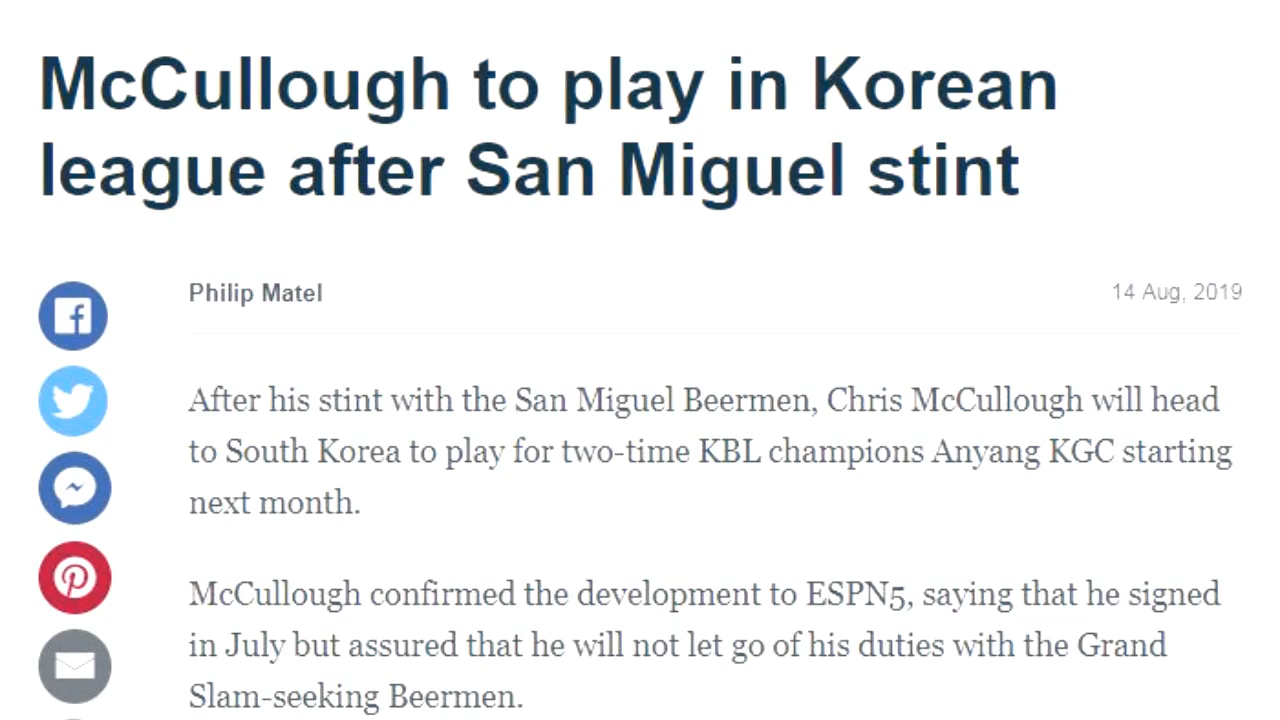 McCullough to play in Korean
league after San Miguel stint
Philip Matel
14 Aug, 2019
After his stint with the San Miguel Beermen, Chris McCullough will head
to South Korea to play for two-time KBL champions Anyang KGC starting
next month.
McCullough confirmed the development to ESPN5, saying that he signed
in July but assured that he will not let go of his duties with the Grand
Slam-seeking Beermen.